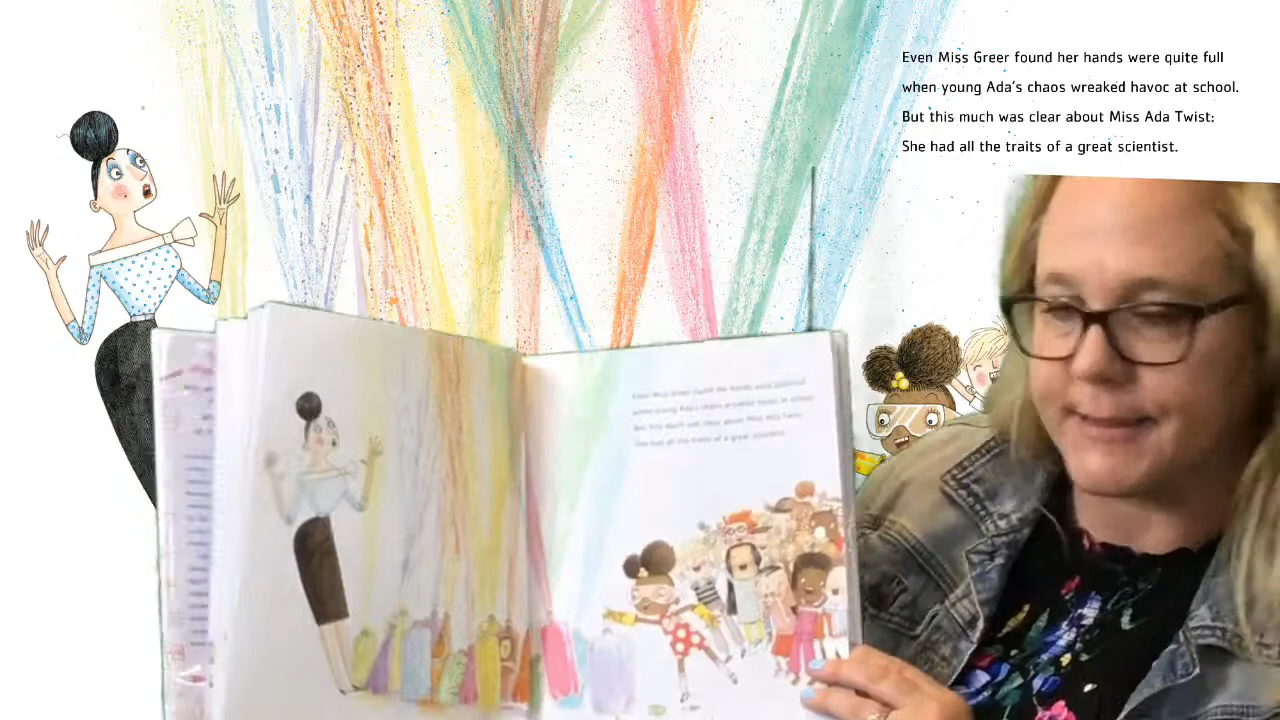 Even Miss Greer found her hands were quite full
when young Ada's chaos wreaked havoc at school.
But this much was clear about Miss Ada Twist:
She had all the traits of a great scientist.